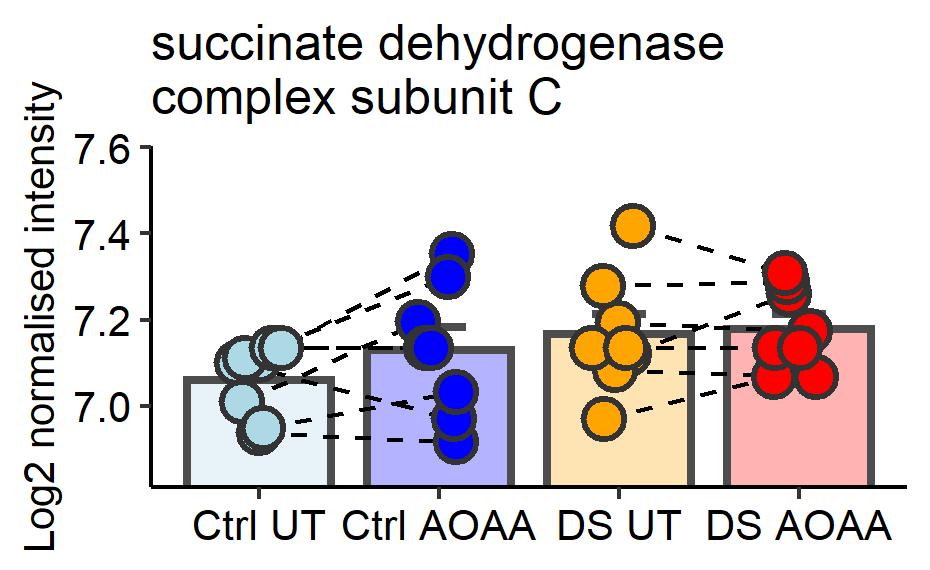 succinate dehydrogenase
complex subunit C
Log2 normalised intensity
7.6
7.4
7.2
7.0
Ctrl UT
Ctrl AOAA
DS UT
DS AOAA